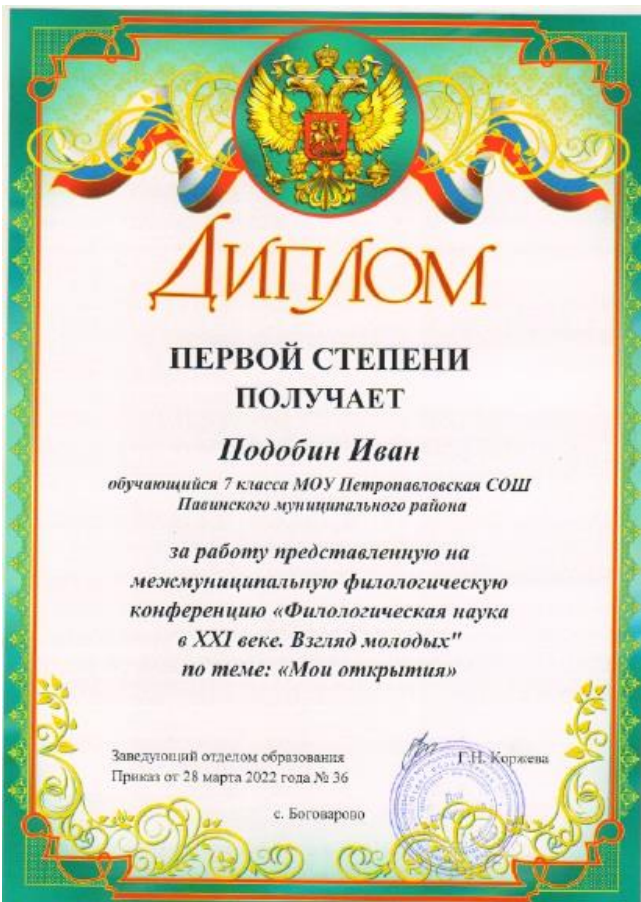 ДИПЛОМ
ПЕРВОЙ СТЕПЕНИ
ПОЛУЧАЕТ
Подобин Иван
обучающийся 7 класса МОУ Петропавловская СОШ
Павинского муниципального района
за работу представленную на
межмуниципальную филологическую
конференцию «Филологическая наука
в XXI веке. Взгляд молодых"
по теме: «Мои открытия»
Заведующий отделом образования Г.Н. Коржева
Приказ от 28 марта 2022 года № 36
с. Боговарово